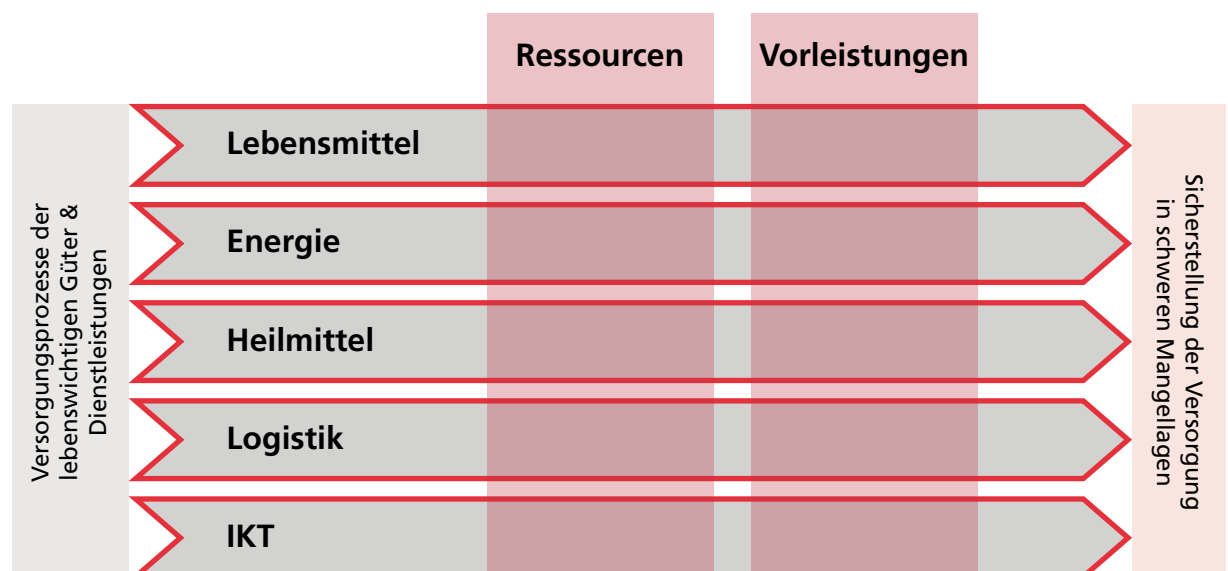 Ressourcen
Vorleistungen
Versorgungsprozesse der
lebenswichtigen Güter &
Dienstleistungen
Lebensmittel
Energie
Heilmittel
Logistik
IKT
Sicherstellung der Versorgung
in schweren Mangellagen